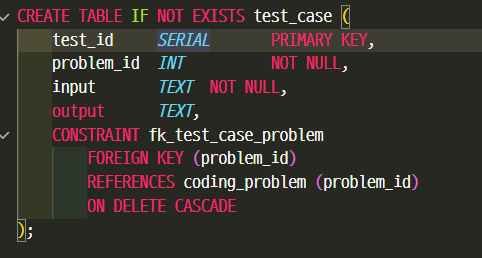 CREATE TABLE IF NOT EXISTS test_case (
test_id SERIAL PRIMARY KEY,
problem_id INT NOT NULL,
input TEXT NOT NULL,
output TEXT,
CONSTRAINT fk_test_case_problem
FOREIGN KEY (problem_id)
REFERENCES coding_problem (problem_id)
ON DELETE CASCADE
);